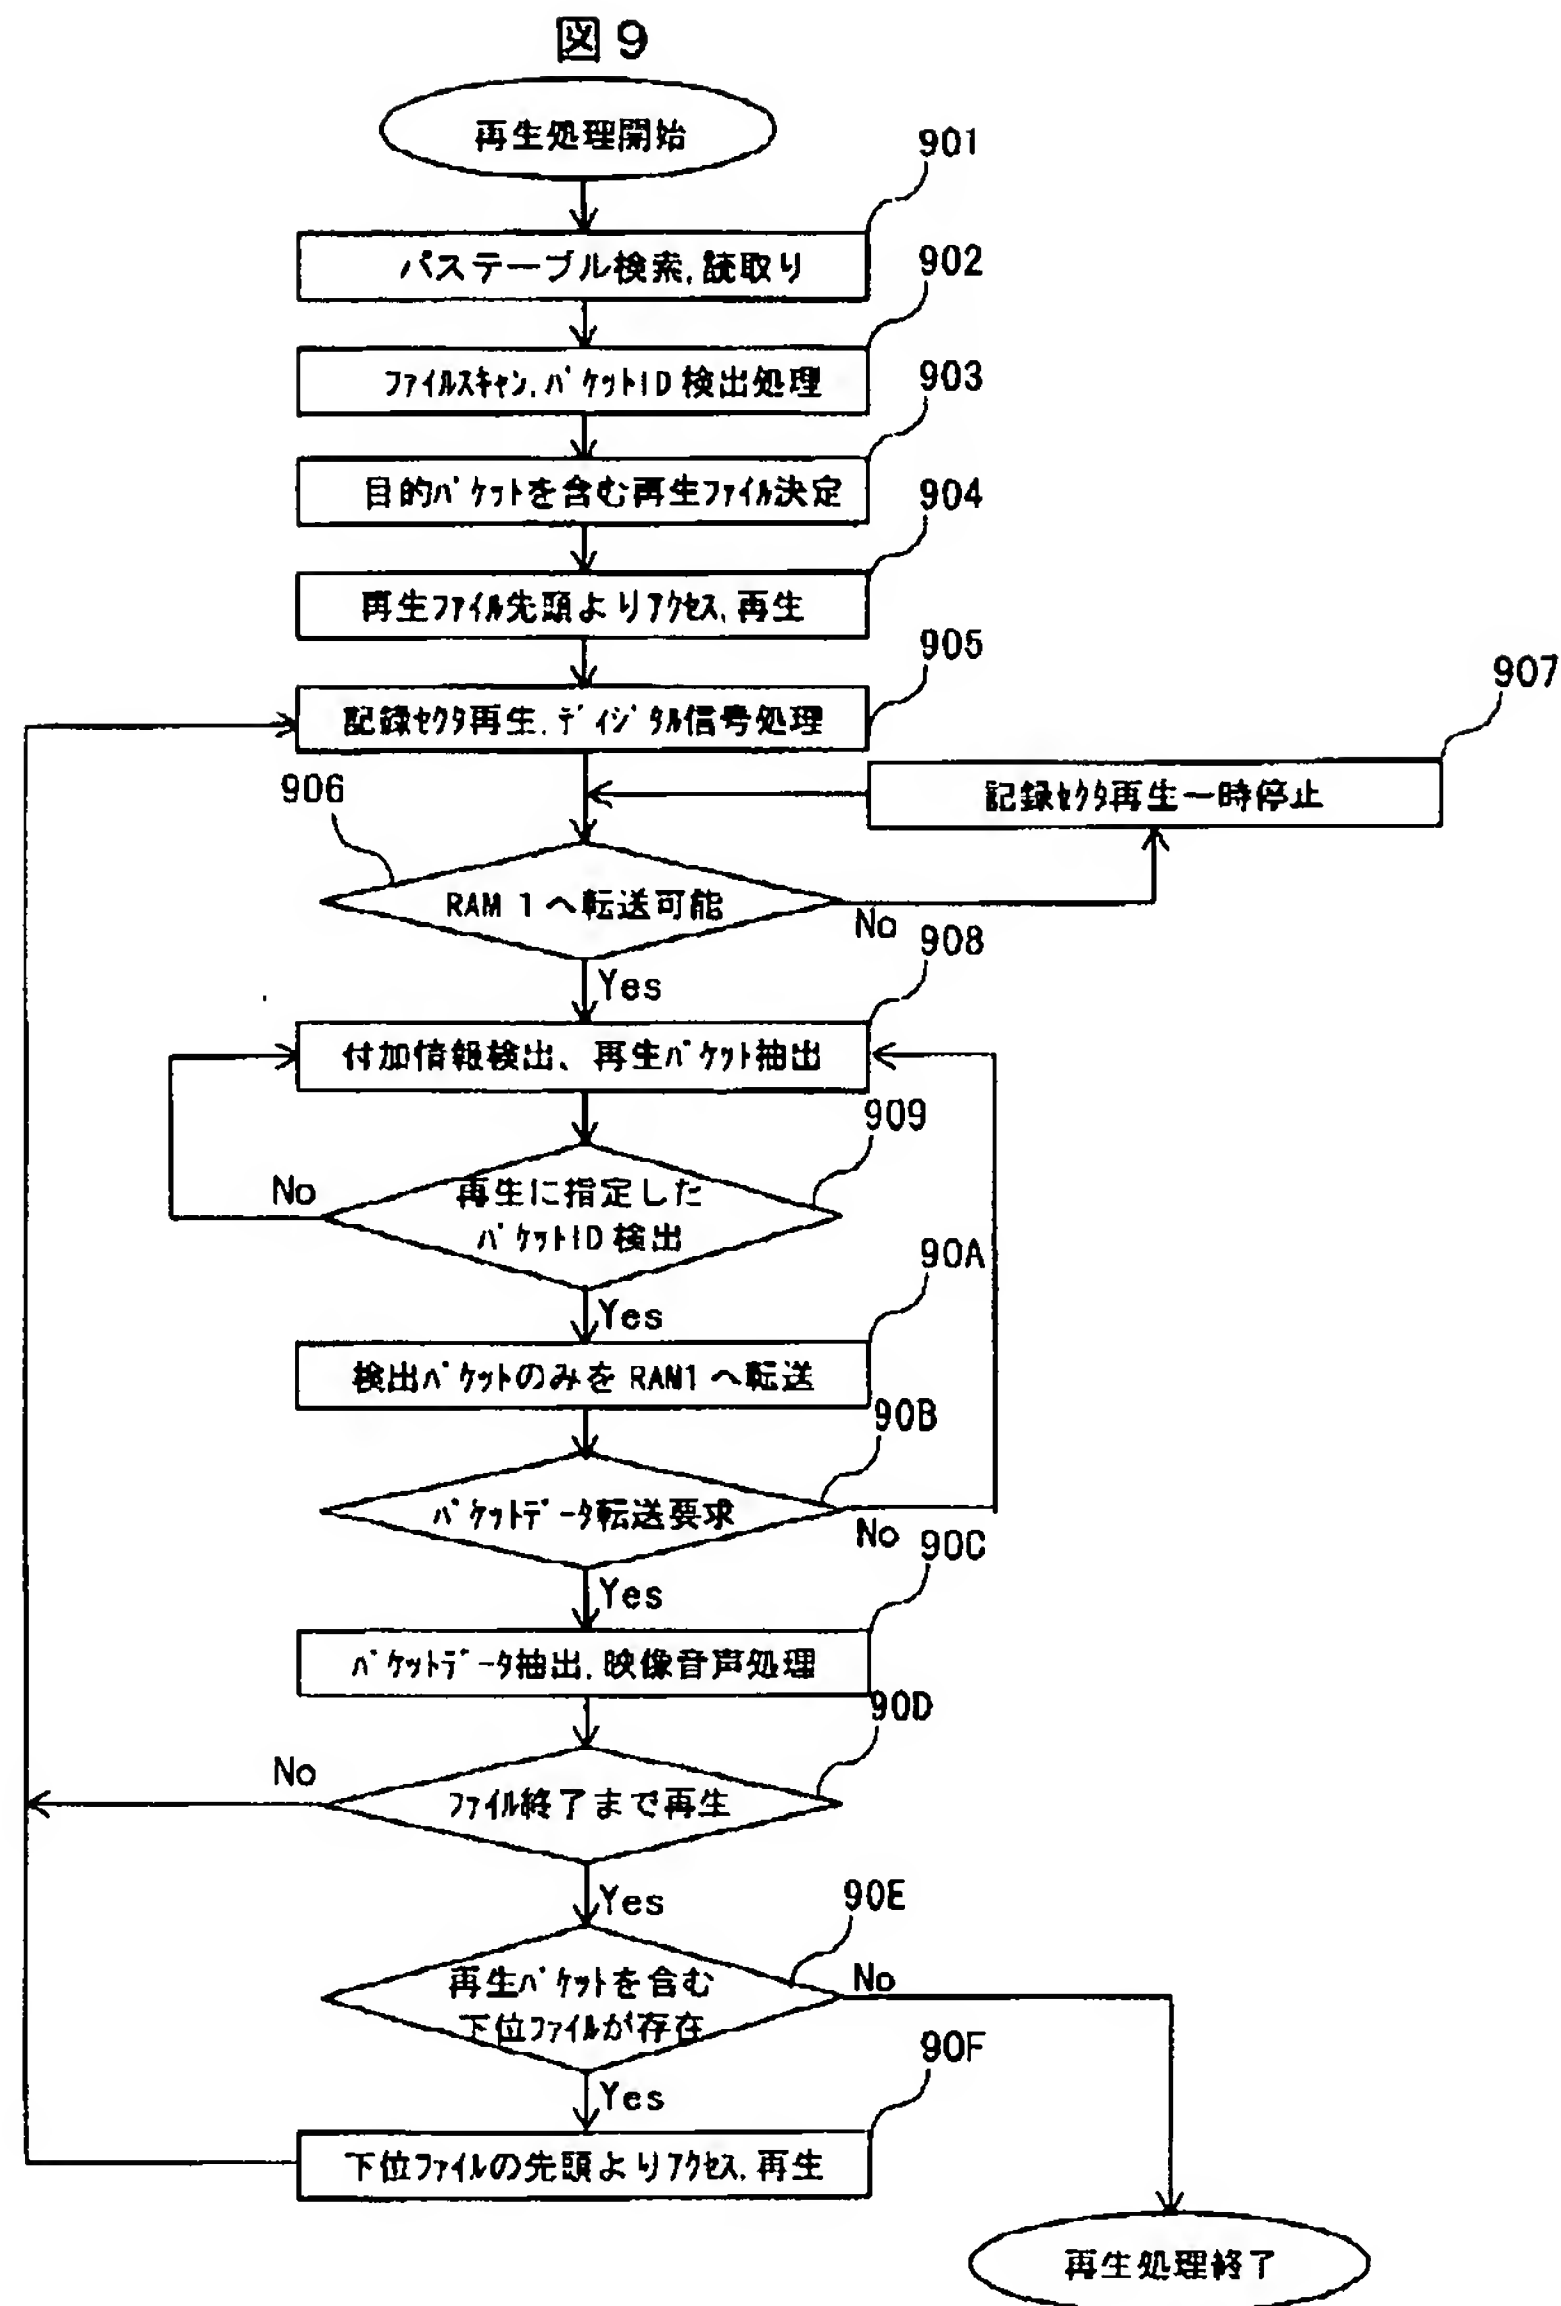 図9
再生処理開始
901
パステーブル検索,読取り
902
ファイルスキャン,パケットID 検出処理
903
目的パケットを含む再生ファイル決定
904
再生ファイル先頭よりアクセス,再生
905
記録セクタ再生,ディジタル信号処理
907
記録セクタ再生一時停止
906
RAM 1 へ転送可能
No
Yes
908
付加情報検出、再生パケット抽出
909
再生に指定した
パケットID 検出
No
Yes
90A
検出パケットのみを RAM1 へ転送
90B
パケットデータ転送要求
No
Yes
90C
パケットデータ抽出,映像音声処理
90D
ファイル終了まで再生
No
Yes
90E
再生パケットを含む
下位ファイルが存在
No
Yes
90F
下位ファイルの先頭よりアクセス,再生
再生処理終了